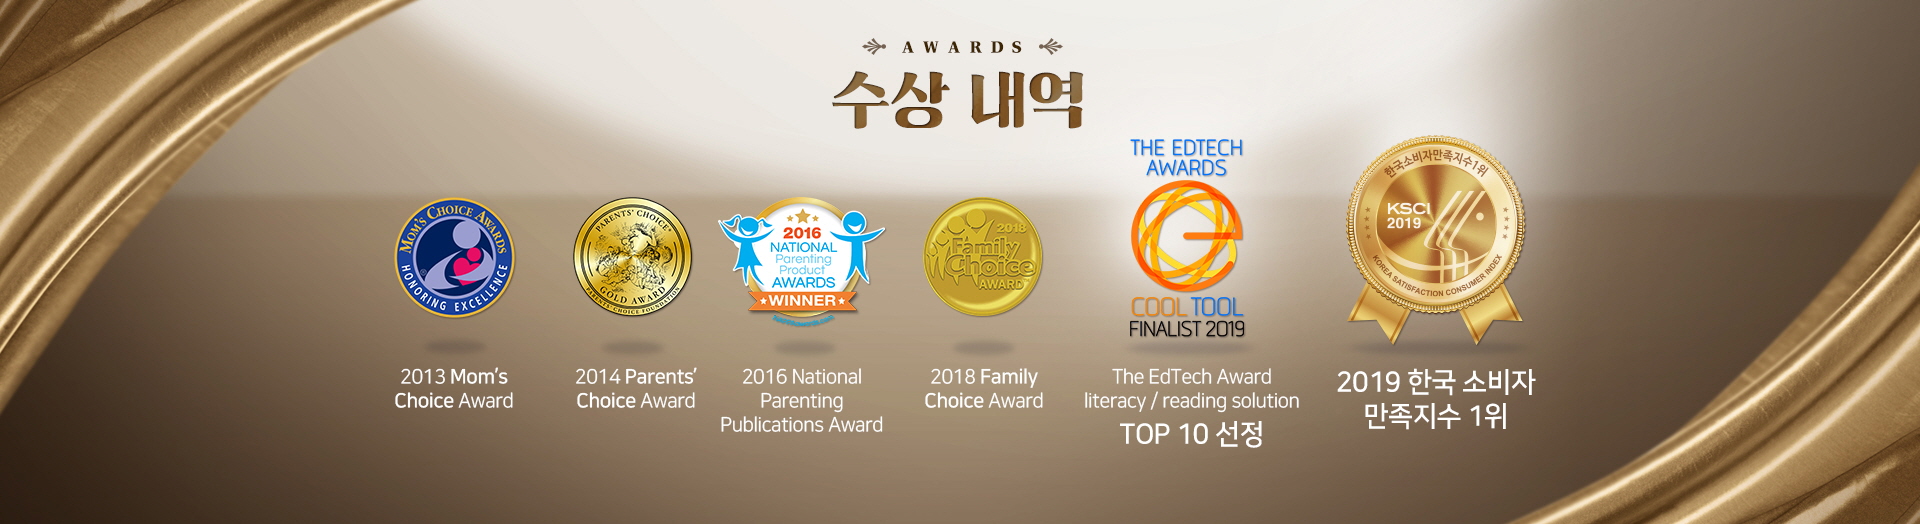 AWARDS
수상 내역
MOM'S CHOICE AWARDS
HONORING EXCELLENCE
PARENTS' CHOICE
GOLD AWARD
PARENTS' CHOICE FOUNDATION
2016
NATIONAL
Parenting
Product
AWARDS
WINNER
2018
Family
Choice
AWARD
THE EDTECH
AWARDS
COOL TOOL
FINALIST 2019
한국소비자만족지수1위
KSCI
2019
KOREA SATISFACTION CONSUMER INDEX
2013 Mom's
Choice Award
2014 Parents'
Choice Award
2016 National
Parenting
Publications Award
2018 Family
Choice Award
The EdTech Award
literacy / reading solution
TOP 10 선정
2019 한국 소비자
만족지수 1위